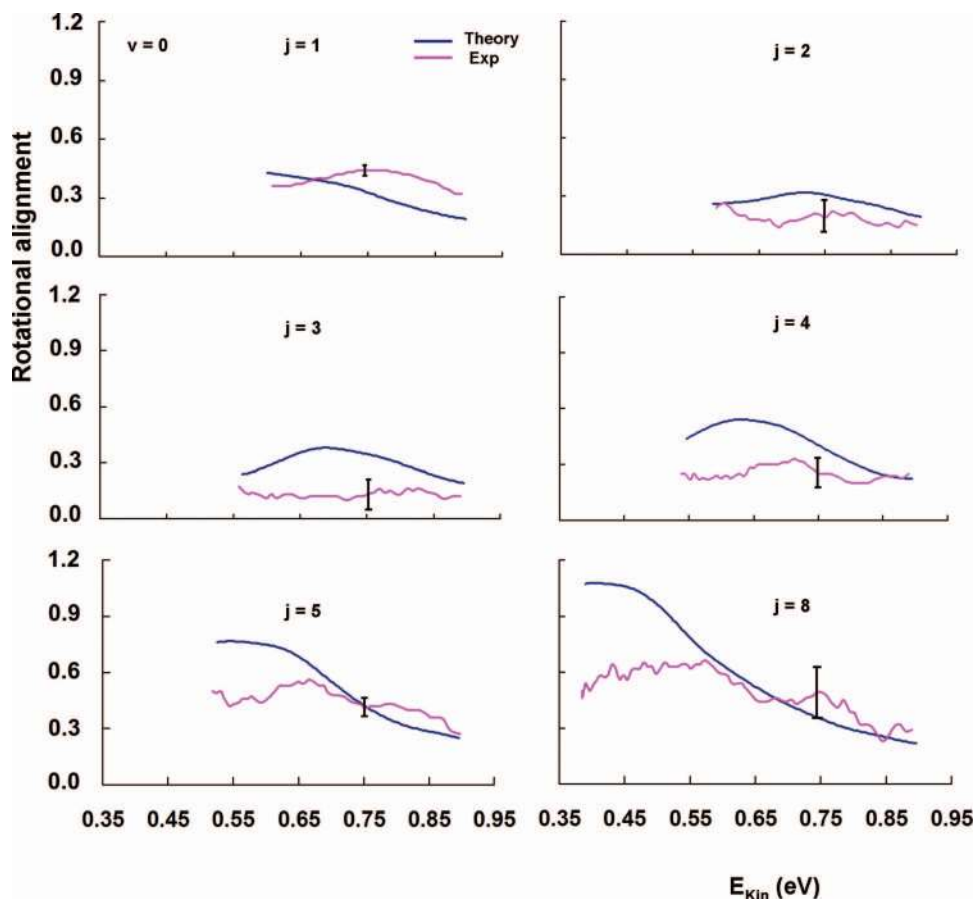 1.2
v = 0 j = 1 Theory
Exp
j = 2
0.9
0.6
0.3
0.0
Rotational alignment
1.2
j = 3 j = 4
0.9
0.6
0.3
0.0
1.2
j = 5 j = 8
0.9
0.6
0.3
0.0
0.35 0.45 0.55 0.65 0.75 0.85 0.95 0.35 0.45 0.55 0.65 0.75 0.85 0.95
E_Kin (eV)